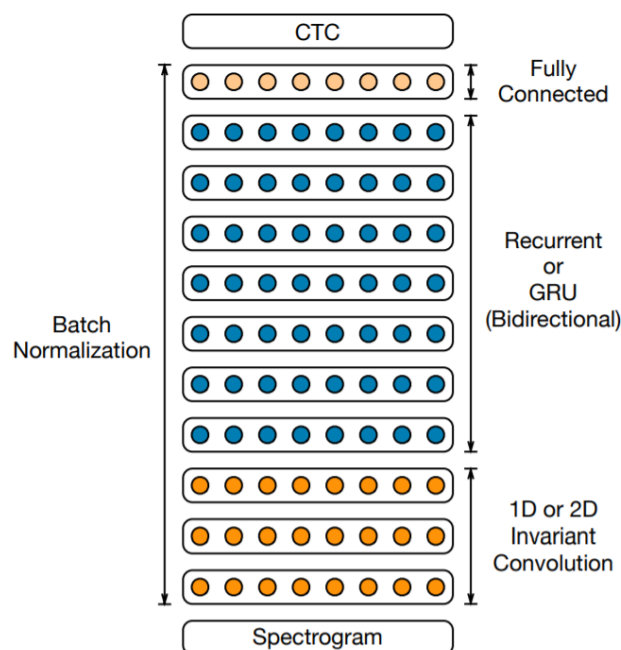 CTC
Fully
Connected
Recurrent
or
GRU
(Bidirectional)
Batch
Normalization
1D or 2D
Invariant
Convolution
Spectrogram